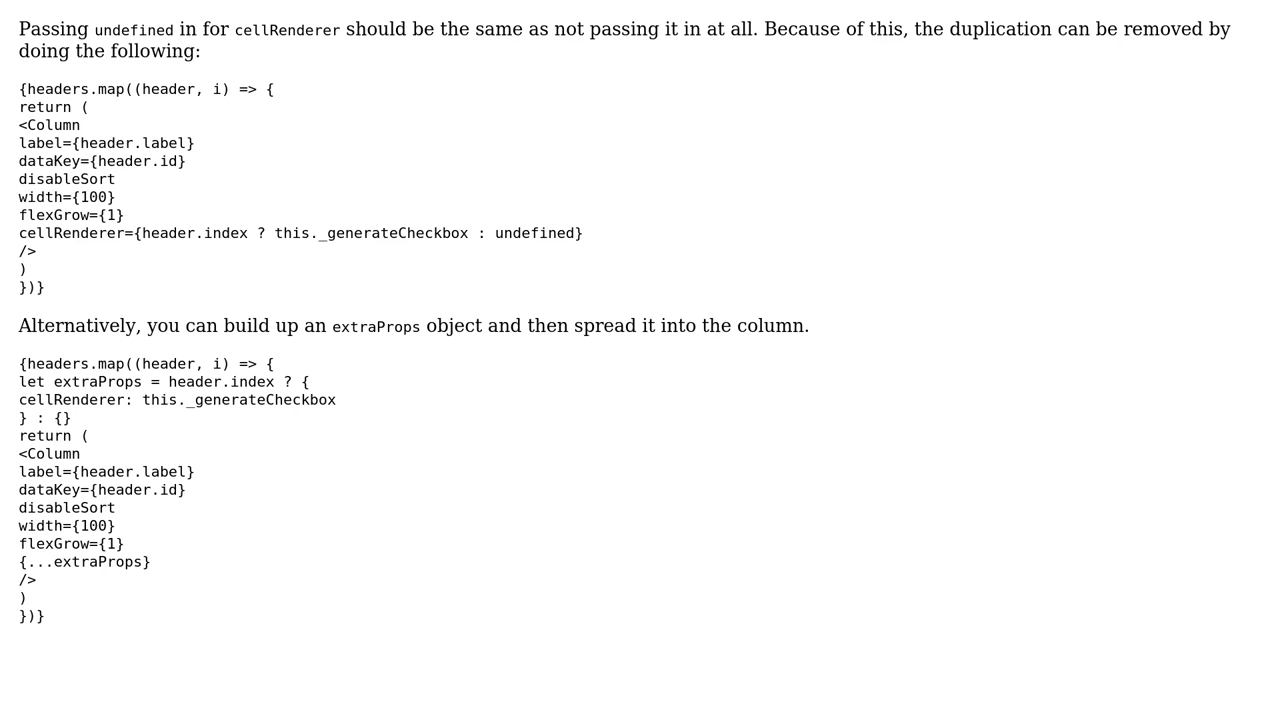 Passing undefined in for cellRenderer should be the same as not passing it in at all. Because of this, the duplication can be removed by
doing the following:
{headers.map((header, i) => {
return (
<Column
label={header.label}
dataKey={header.id}
disableSort
width={100}
flexGrow={1}
cellRenderer={header.index ? this._generateCheckbox : undefined}
/>
)
})}
Alternatively, you can build up an extraProps object and then spread it into the column.
{headers.map((header, i) => {
let extraProps = header.index ? {
cellRenderer: this._generateCheckbox
} : {}
return (
<Column
label={header.label}
dataKey={header.id}
disableSort
width={100}
flexGrow={1}
{...extraProps}
/>
)
})}